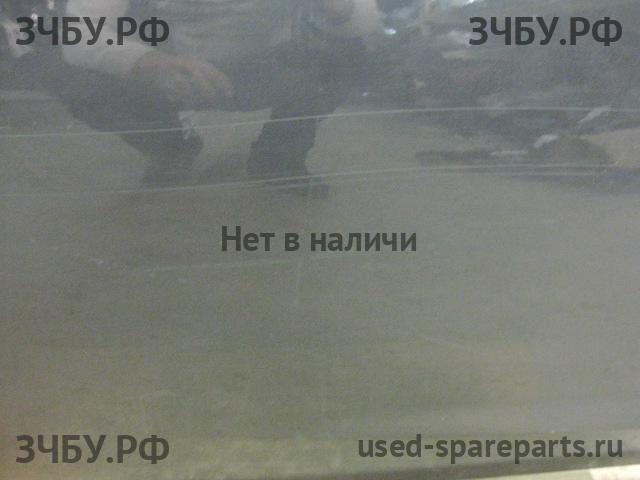 ЗЧБУ.РФ ЗЧБУ.РФ
Нет в наличи
ЗЧБУ.РФ used-spareparts.ru